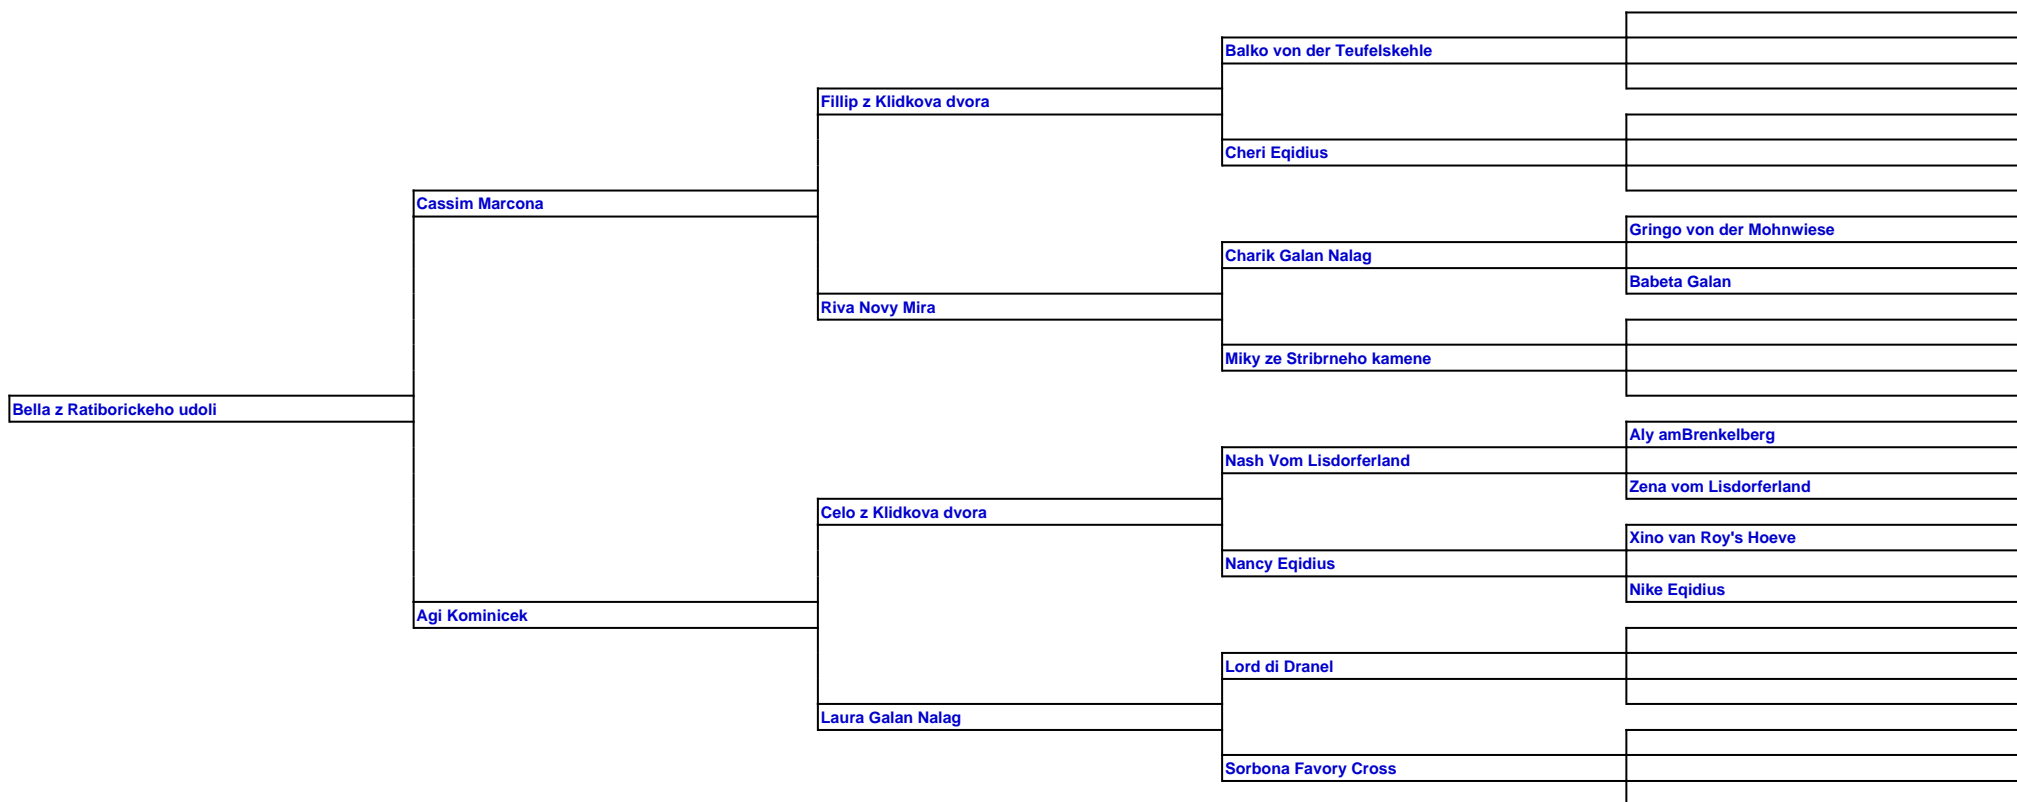 Balko von der Teufelskehle
Fillip z Klidkova dvora
Cheri Eqidius
Cassim Marcona
Gringo von der Mohnwiese
Charik Galan Nalag
Babeta Galan
Riva Novy Mira
Miky ze Stribrneho kamene
Bella z Ratiborickeho udoli
Aly amBrenkelberg
Nash Vom Lisdorferland
Zena vom Lisdorferland
Celo z Klidkova dvora
Xino van Roy's Hoeve
Nancy Eqidius
Nike Eqidius
Agi Kominicek
Lord di Dranel
Laura Galan Nalag
Sorbona Favory Cross